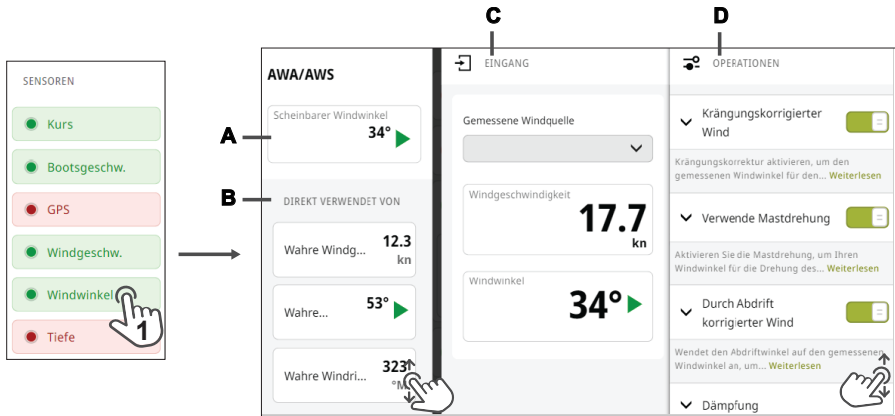 SENSOREN
Kurs
Bootsgeschw.
GPS
Windgeschw.
Windwinkel
Tiefe
1
A
B
AWA/AWS
Scheinbarer Windwinkel
34°
DIREKT VERWENDET VON
Wahre Windg...
12.3
kn
Wahre...
53°
Wahre Windri...
323°
°M
C
EINGANG
Gemessene Windquelle
Windgeschwindigkeit
17.7
kn
Windwinkel
34°
D
OPERATIONEN
Krängungskorrigierter
Wind
Krängungskorrektur aktivieren, um den
gemessenen Windwinkel für den... Weiterlesen
Verwende Mastdrehung
Aktivieren Sie die Mastdrehung, um Ihren
Windwinkel für die Drehung des... Weiterlesen
Durch Abdrift
korrigierter Wind
Wendet den Abdriftwinkel auf den gemessenen
Windwinkel an, um... Weiterlesen
Dämpfung